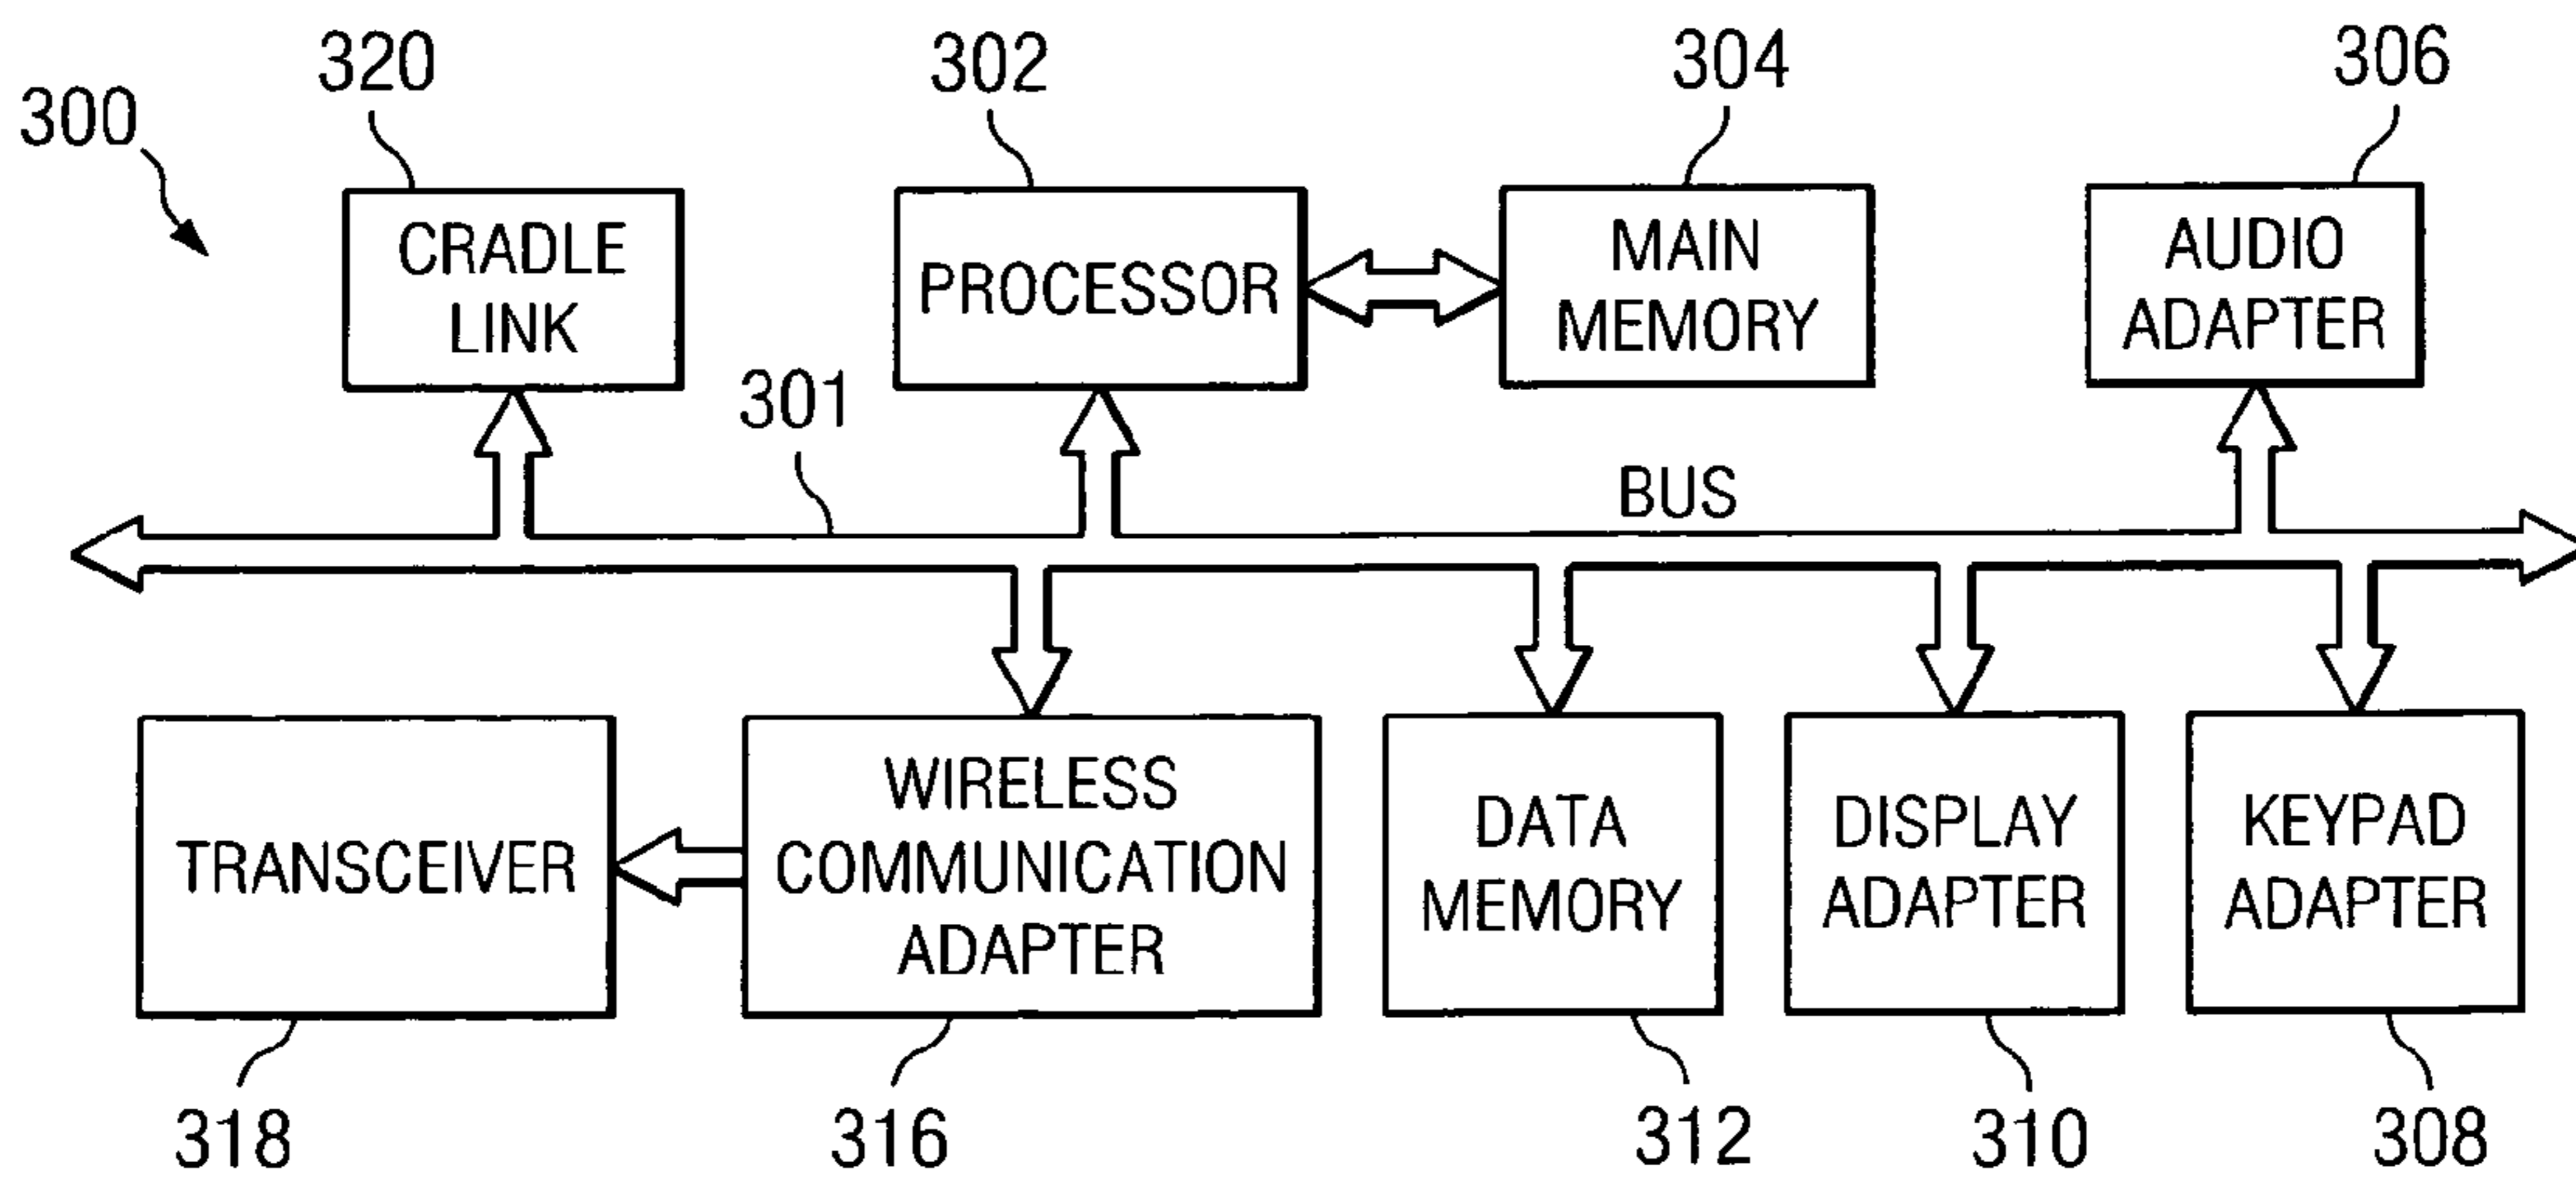 300
320
302
304
306
CRADLE
LINK
PROCESSOR
MAIN
MEMORY
AUDIO
ADAPTER
301
BUS
TRANSCEIVER
WIRELESS
COMMUNICATION
ADAPTER
DATA
MEMORY
DISPLAY
ADAPTER
KEYPAD
ADAPTER
318
316
312
310
308